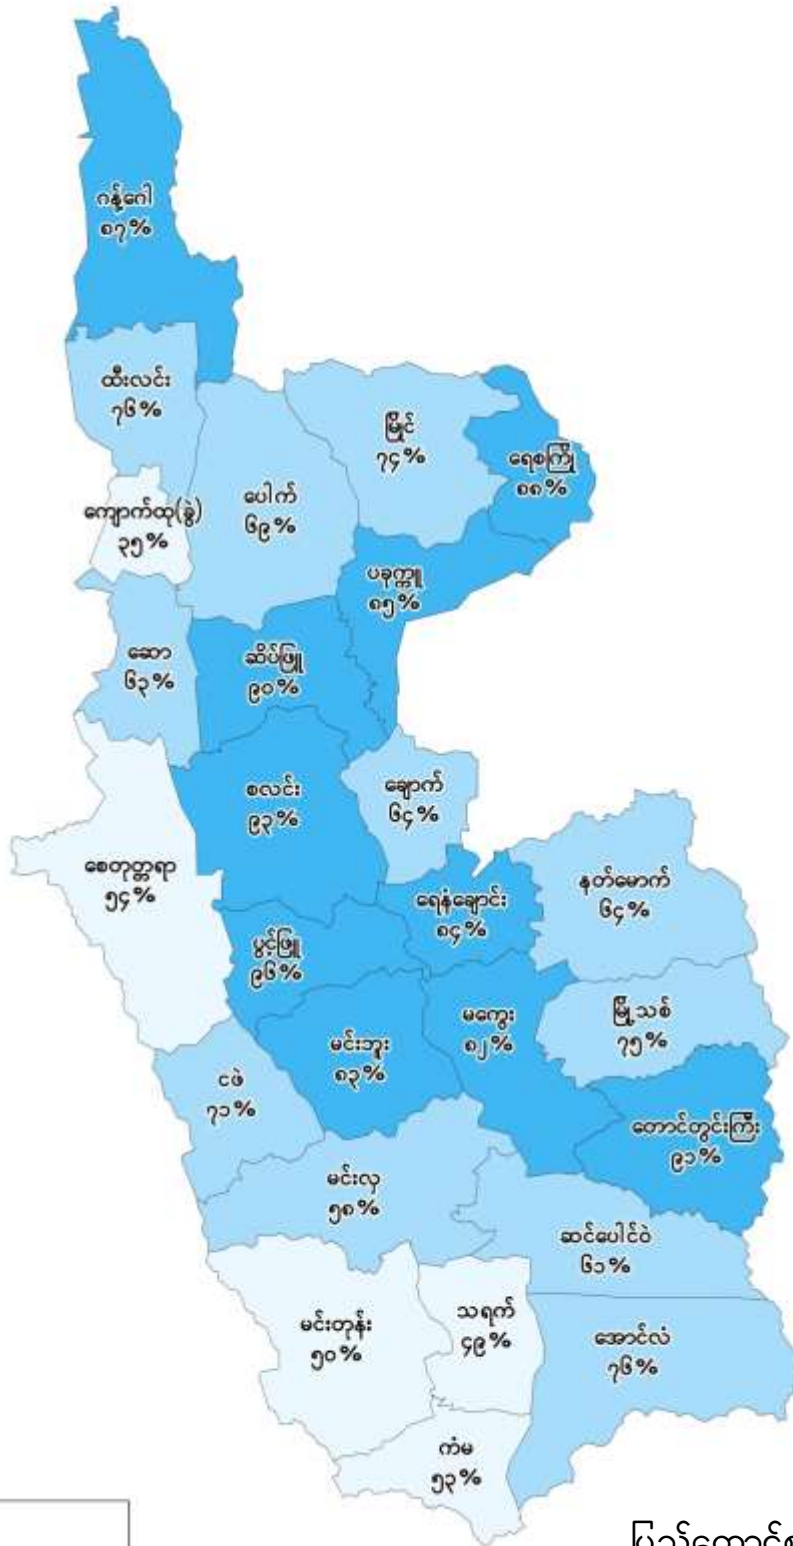 ဂန့်ဂေါ
၈၇%
ထီးလင်း
၇၆%
မြိုင်
၇၄%
ရေစကြို
၈၈%
ပေါက်
၆၉%
ကျောက်ထု(ခွဲ)
၃၅%
ပခုက္ကူ
၈၅%
ဆော
၆၃%
ဆိပ်ဖြူ
၉၀%
စလင်း
၉၃%
ချောက်
၆၄%
စေတုတ္တရာ
၅၄%
ရေနံချောင်း
၈၄%
နတ်မောက်
၆၄%
ပွင့်ဖြူ
၉၆%
မင်းဘူး
၈၃%
မကွေး
၈၂%
မြို့သစ်
၇၅%
ငဖဲ
၇၁%
တောင်တွင်းကြီး
၉၁%
မင်းလှ
၅၈%
ဆင်ပေါင်ဝဲ
၆၁%
မင်းတုန်း
၅၀%
သရက်
၄၉%
အောင်လံ
၇၆%
ကံမ
၅၃%